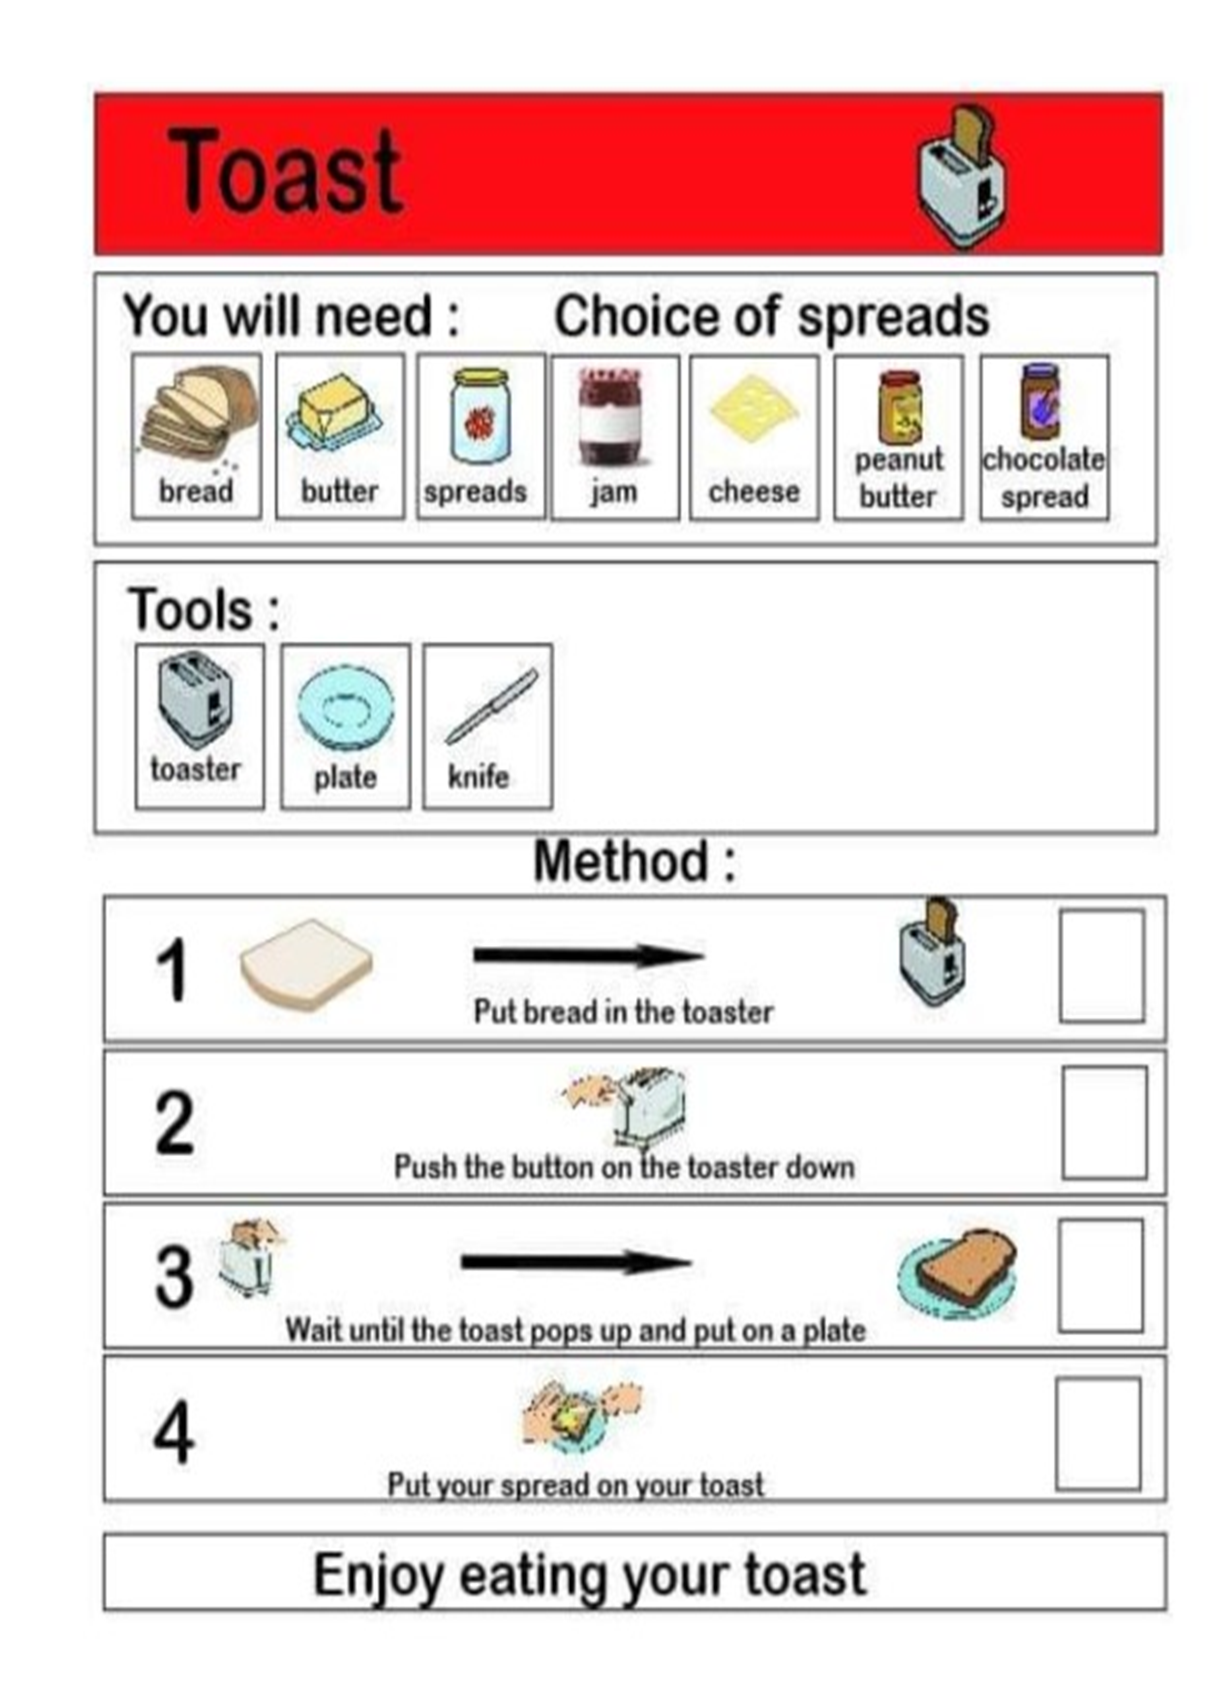 Toast
You will need :
Choice of spreads
bread
butter
spreads
jam
cheese
peanut
butter
chocolate
spread
Tools :
toaster
plate
knife
Method :
1
Put bread in the toaster
2
Push the button on the toaster down
3
Wait until the toast pops up and put on a plate
4
Put your spread on your toast
Enjoy eating your toast